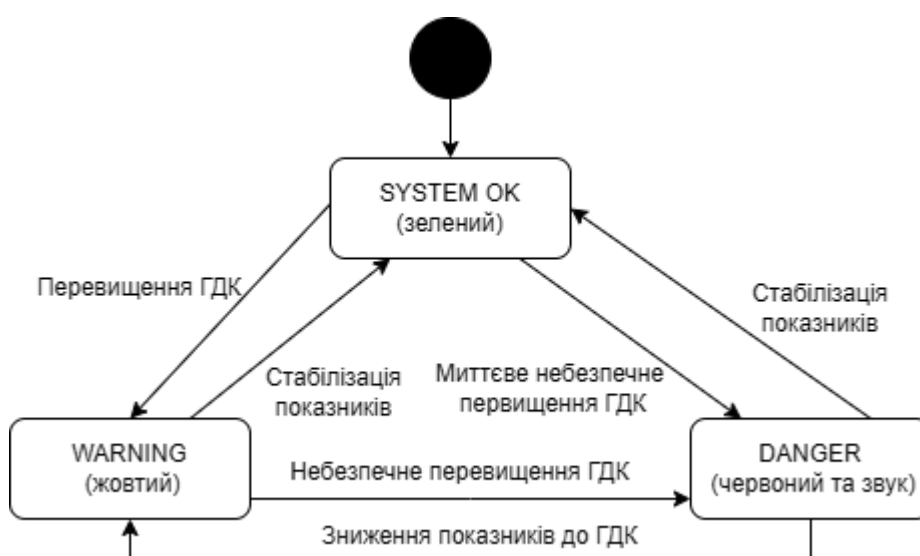 SYSTEM OK
(зелений)
Перевищення ГДК
Стабілізація
показників
Стабілізація
показників
Миттєве небезпечне
первищення ГДК
WARNING
(жовтий)
Небезпечне перевищення ГДК
DANGER
(червоний та звук)
Зниження показників до ГДК